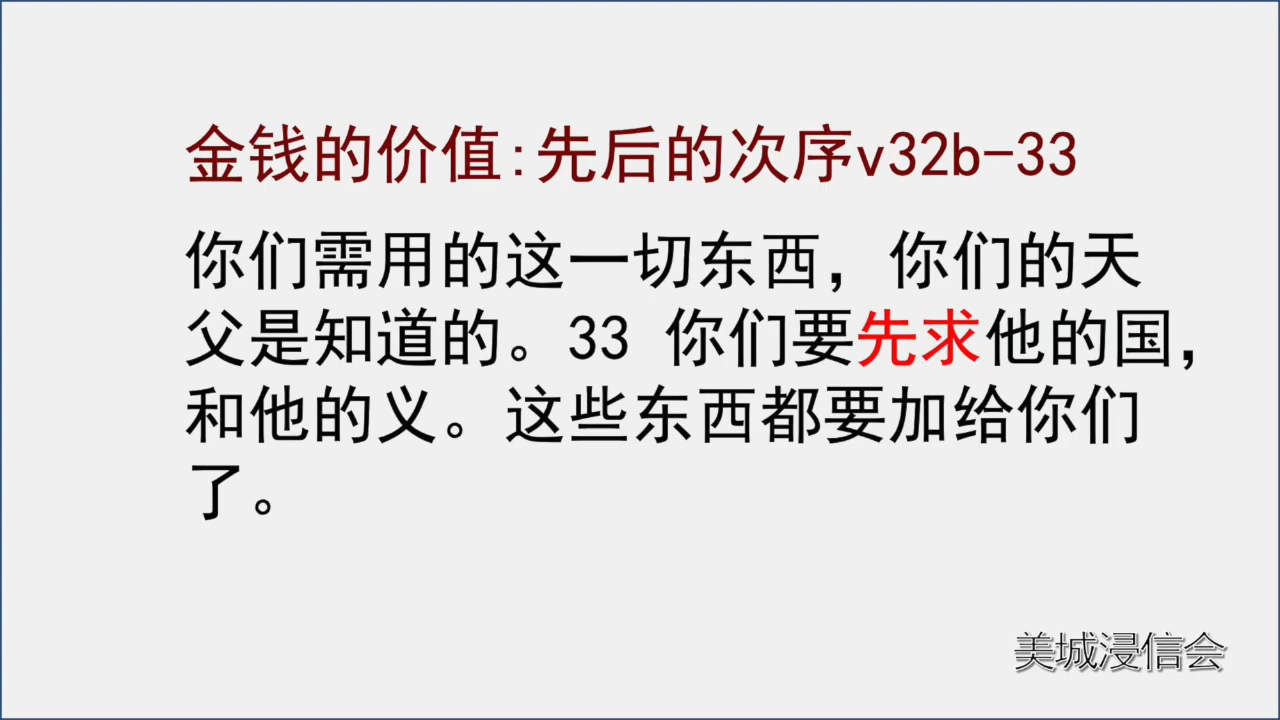 金钱的价值:先后的次序v32b-33
你们需用的这一切东西，你们的天
父是知道的。33 你们要先求他的国，
和他的义。这些东西都要加给你们
了。
美城浸信会